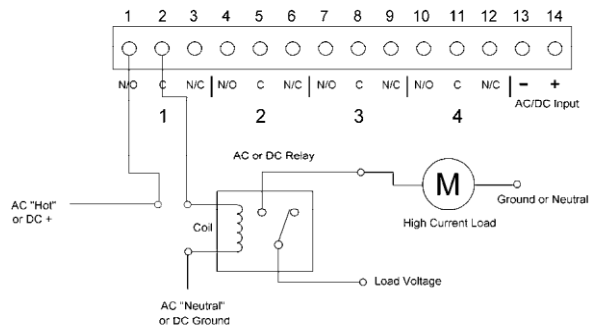 1 2 3 4 5 6 7 8 9 10 11 12 13 14
N/O C N/C | N/O C N/C | N/O C N/C | N/O C N/C | − +
AC/DC Input
1 2 3 4
AC or DC Relay
M
AC "Hot"
or DC +
Ground or Neutral
High Current Load
Coil
Load Voltage
AC "Neutral"
or DC Ground